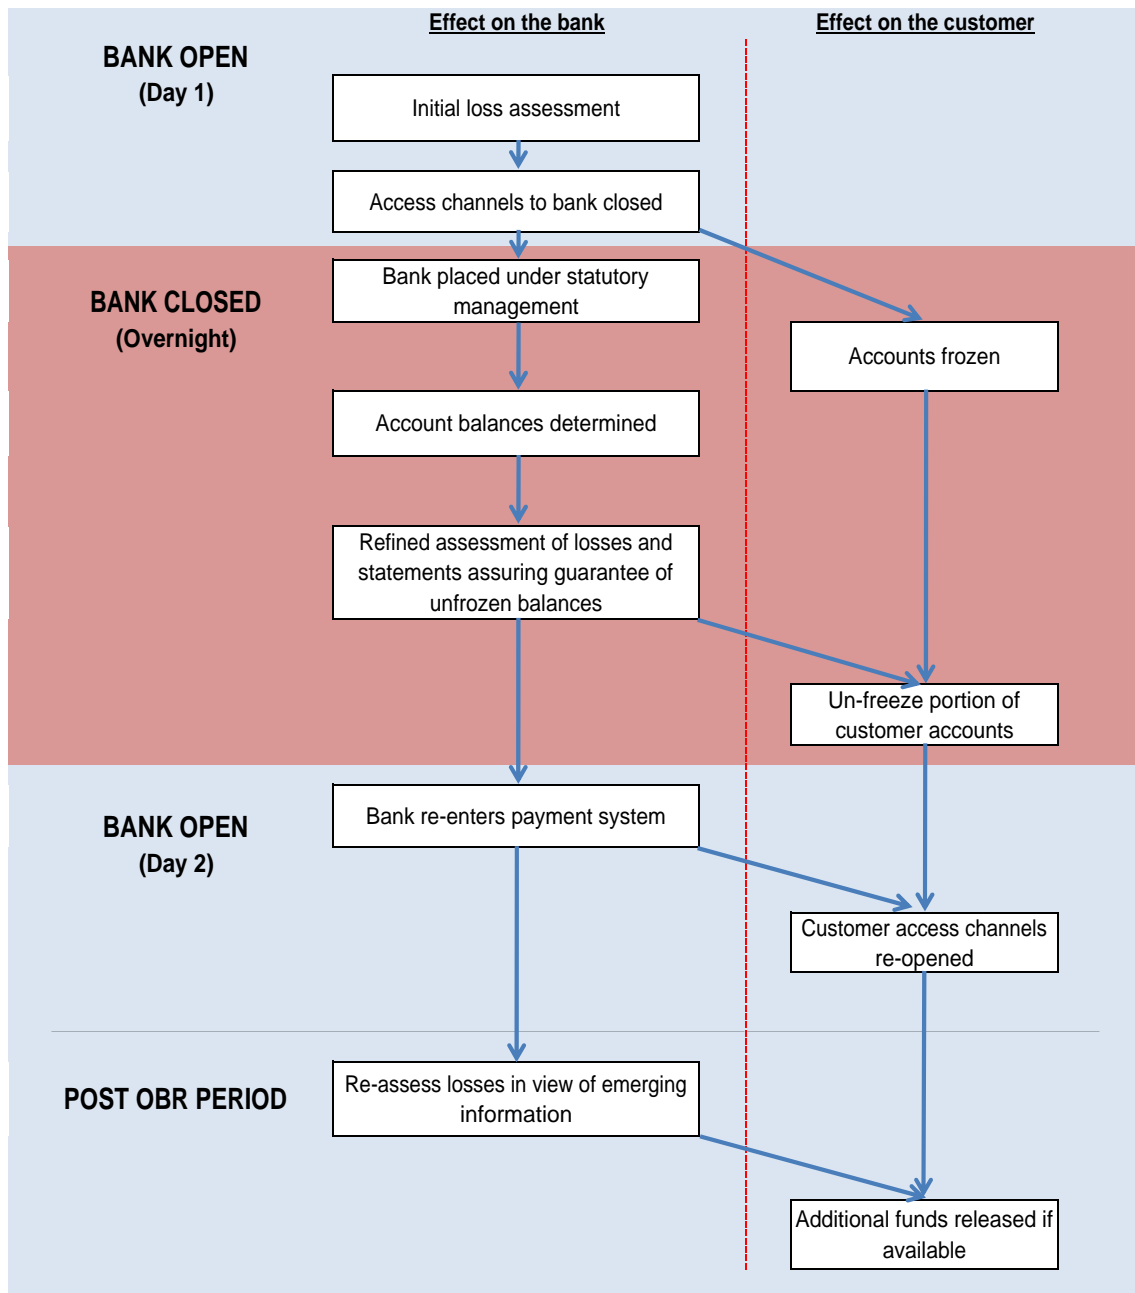 Effect on the bank
Effect on the customer
BANK OPEN
(Day 1)
Initial loss assessment
Access channels to bank closed
BANK CLOSED
(Overnight)
Bank placed under statutory
management
Accounts frozen
Account balances determined
Refined assessment of losses and
statements assuring guarantee of
unfrozen balances
Un-freeze portion of
customer accounts
BANK OPEN
(Day 2)
Bank re-enters payment system
Customer access channels
re-opened
POST OBR PERIOD
Re-assess losses in view of emerging
information
Additional funds released if
available